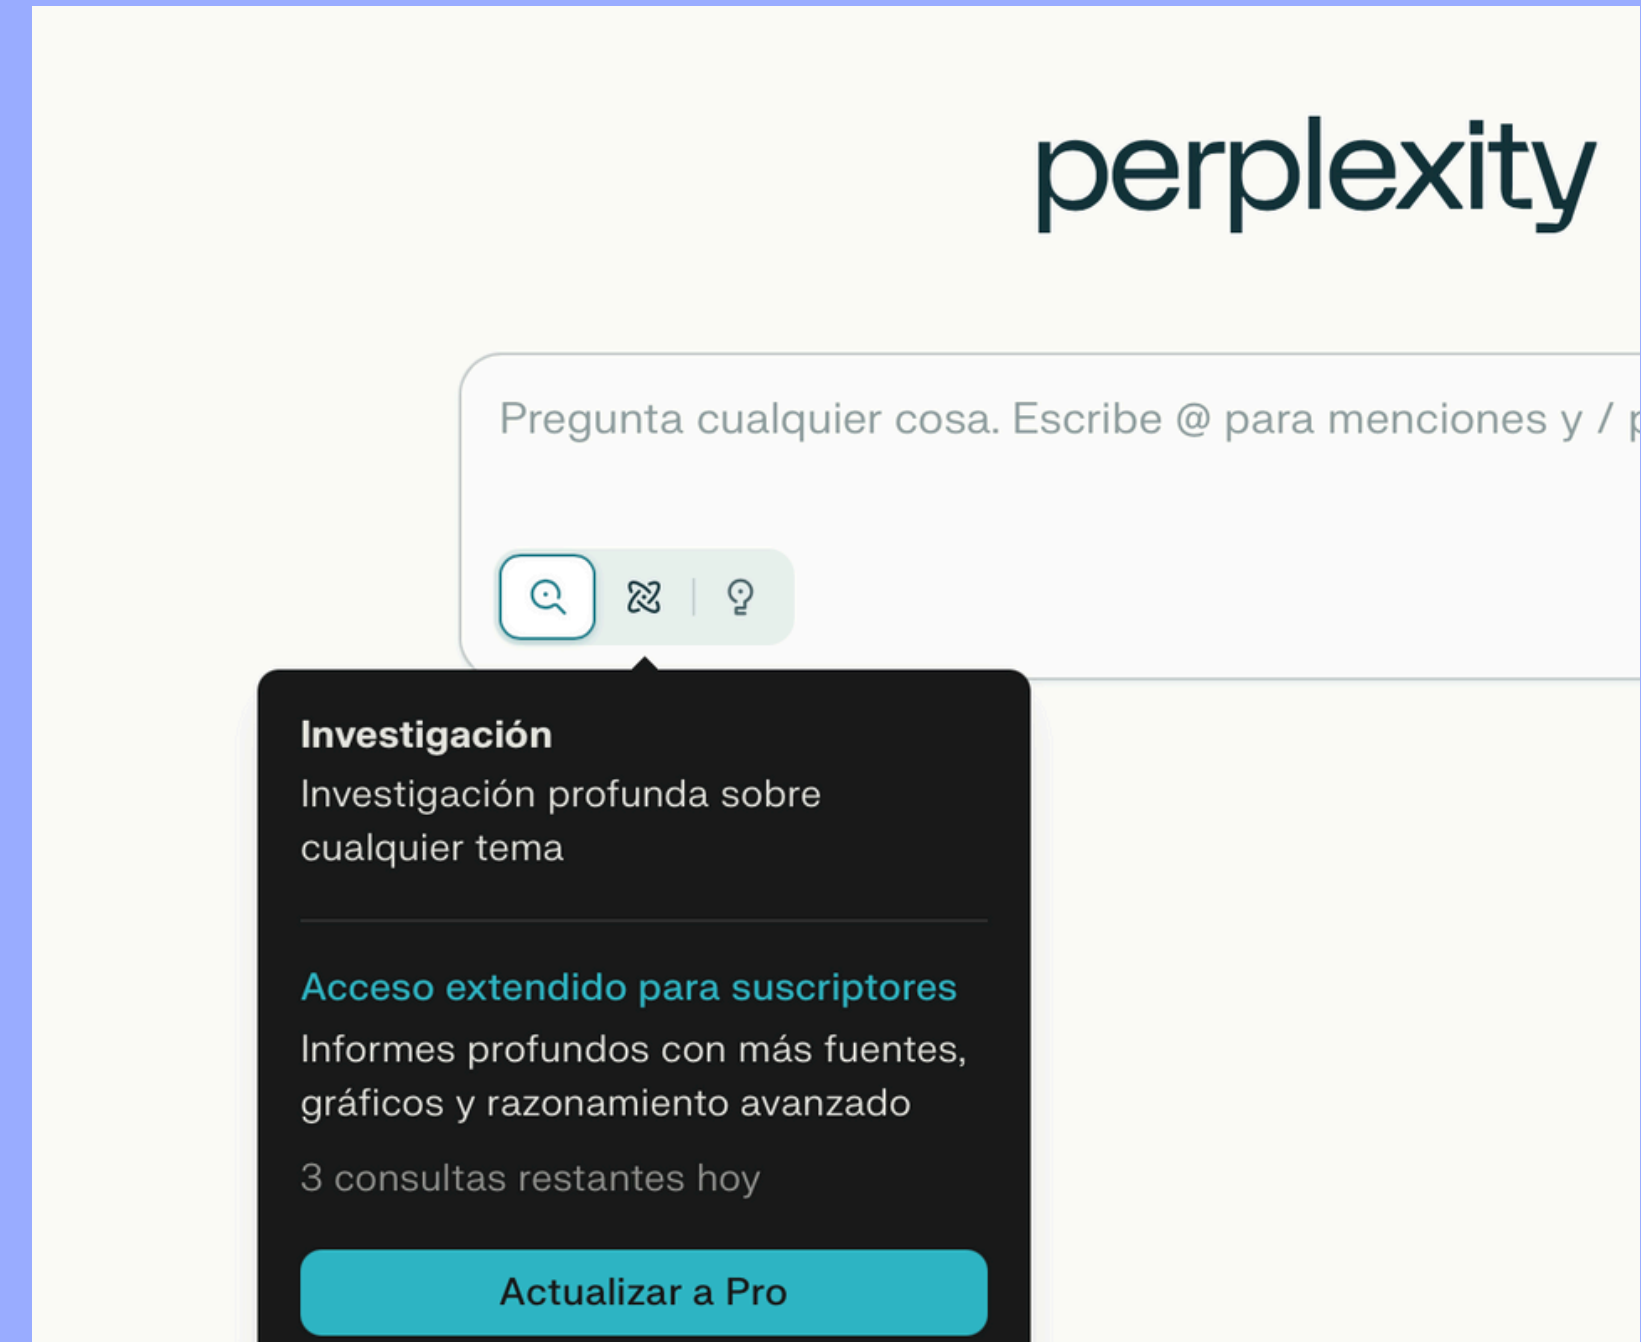 perplexity
Pregunta cualquier cosa. Escribe @ para menciones y /
Investigación
Investigación profunda sobre
cualquier tema
Acceso extendido para suscriptores
Informes profundos con más fuentes,
gráficos y razonamiento avanzado
3 consultas restantes hoy
Actualizar a Pro